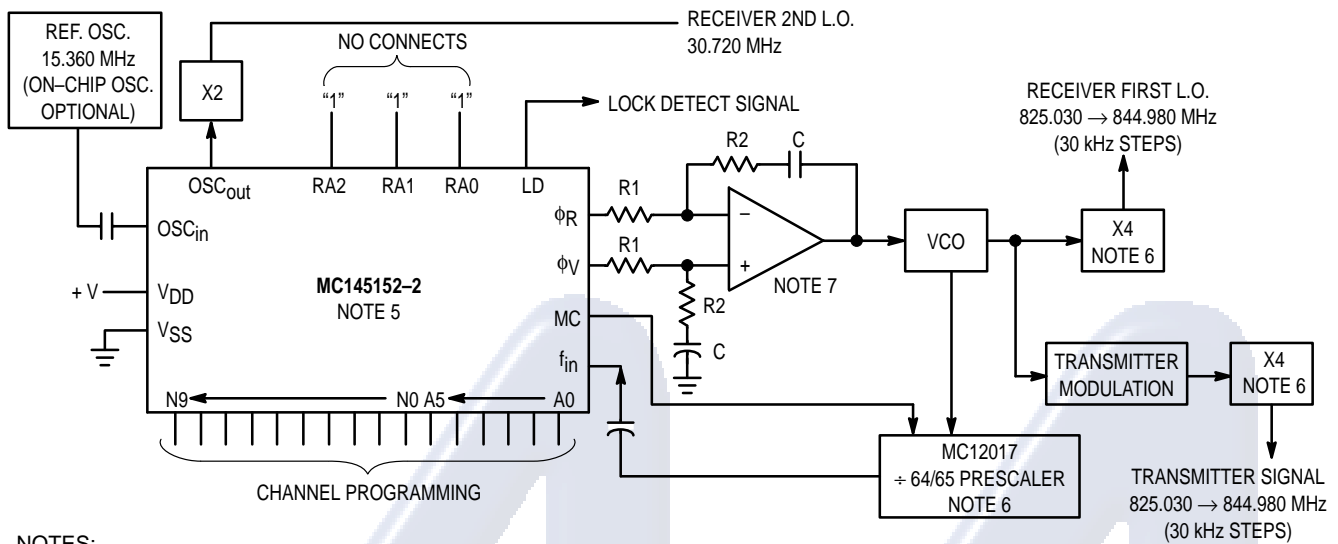 REF. OSC.
15.360 MHz
(ON–CHIP OSC.
OPTIONAL)
X2
NO CONNECTS
“1” “1” “1”
RECEIVER 2ND L.O.
30.720 MHz
LOCK DETECT SIGNAL
RECEIVER FIRST L.O.
825.030 → 844.980 MHz
(30 kHz STEPS)
OSCout RA2 RA1 RA0 LD
OSCin
+ V VDD
VSS
MC145152–2
NOTE 5
ϕR
ϕV
MC
fin
R1
R1
R2 C
–
+
NOTE 7
R2
C
VCO
X4
NOTE 6
TRANSMITTER
MODULATION
X4
NOTE 6
N9 N0 A5 A0
CHANNEL PROGRAMMING
MC12017
÷ 64/65 PRESCALER
NOTE 6
TRANSMITTER SIGNAL
825.030 → 844.980 MHz
(30 kHz STEPS)
NOTES: